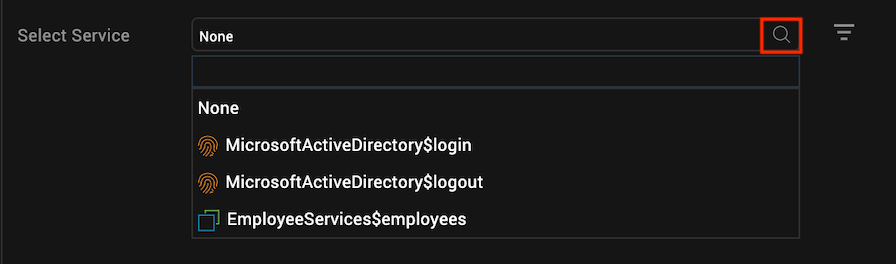 Select Service
None
None
MicrosoftActiveDirectory$login
MicrosoftActiveDirectory$logout
EmployeeServices$employees